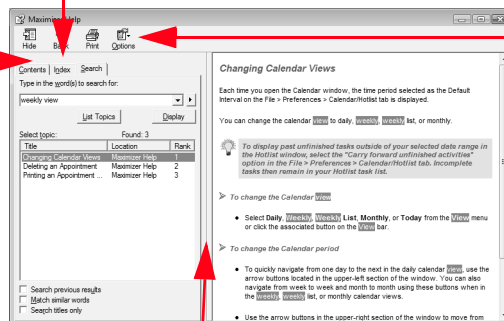 Maximizer Help
Hide Back Print Options
Contents Index Search
Type in the word(s) to search for:
weekly view
List Topics Display
Select topic: Found: 3
Title Location Rank
Changing Calendar Views Maximizer Help 1
Deleting an Appointment Maximizer Help 2
Printing an Appointment ... Maximizer Help 3
Search previous results
Match similar words
Search titles only
Changing Calendar Views
Each time you open the Calendar window, the time period selected as the Default
Interval on the File > Preferences > Calendar/Hotlist tab is displayed.
You can change the calendar view to daily, weekly, weekly list, or monthly.
To display past unfinished tasks outside of your selected date range in
the Hotlist window, select the "Carry forward unfinished activities"
option in the File > Preferences > Calendar/Hotlist tab. Incomplete
tasks then remain in your Hotlist task list.
To change the Calendar view
Select Daily, Weekly, Weekly List, Monthly, or Today from the View menu
or click the associated button on the View bar.
To change the Calendar period
To quickly navigate from one day to the next in the daily calendar view, use the
arrow buttons located in the upper-left section of the window. You can also
navigate from week to week and month to month using these buttons when in
the weekly, weekly list, or monthly calendar views.
Use the arrow buttons in the upper-right section of the window to move from